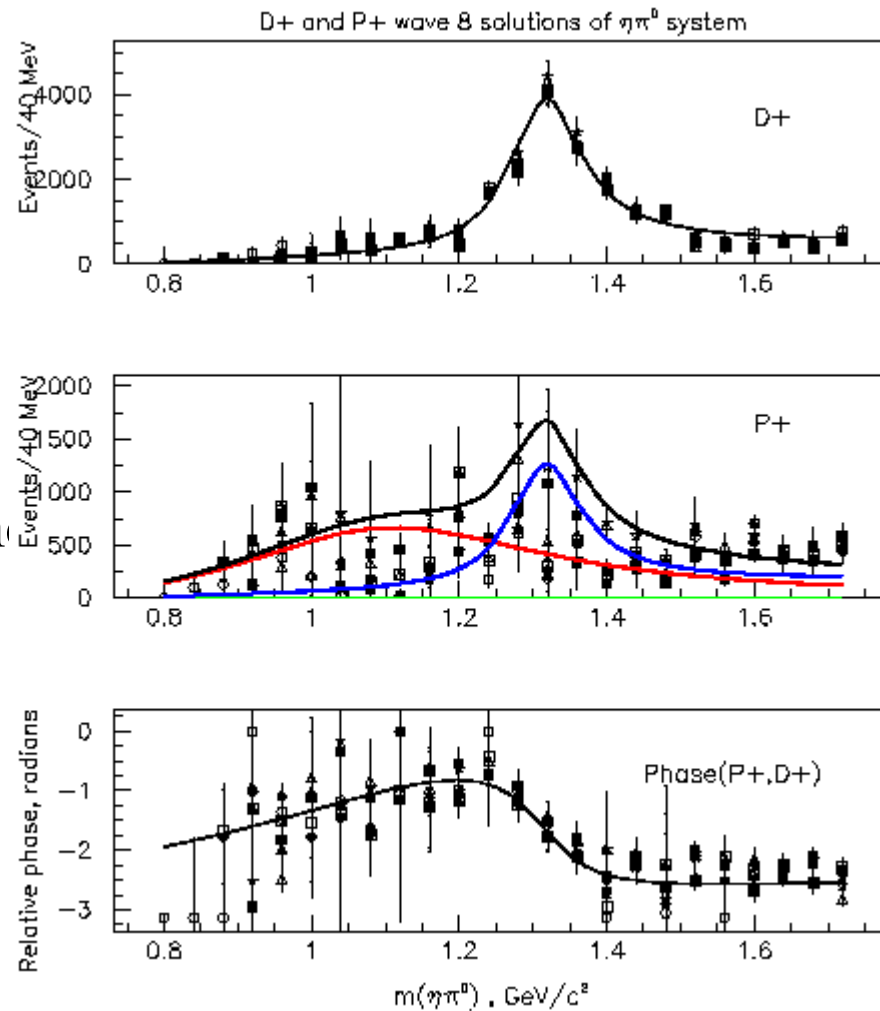 D+ and P+ wave 8 solutions of ηπ⁰ system
Events/40 MeV
4000
2000
0
D+
0.8 1 1.2 1.4 1.6
Events/40 MeV
2000
1500
1000
500
0
P+
0.8 1 1.2 1.4 1.6
Relative phase, radians
0
−1
−2
−3
Phase(P+,D+)
0.8 1 1.2 1.4 1.6
m(ηπ⁰) , GeV/c²